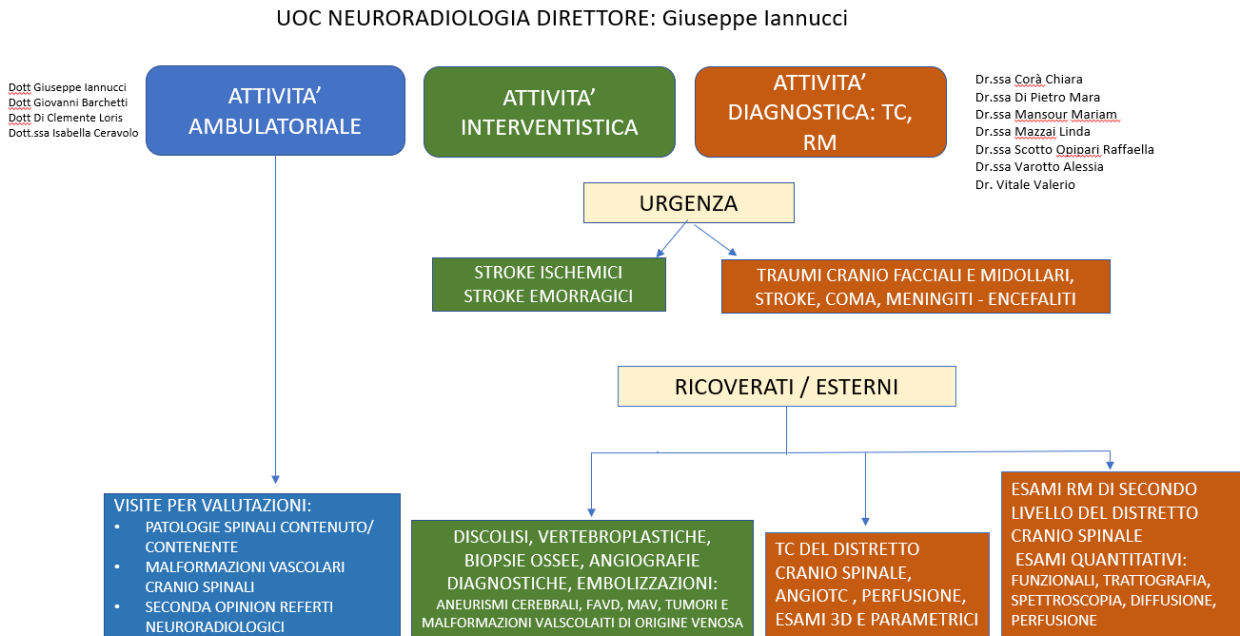 UOC NEURORADIOLOGIA DIRETTORE: Giuseppe Iannucci
Dott Giuseppe Iannucci
Dott Giovanni Barchetti
Dott Di Clemente Loris
Dott.ssa Isabella Ceravolo
ATTIVITA’
AMBULATORIALE
ATTIVITA’
INTERVENTISTICA
ATTIVITA’
DIAGNOSTICA: TC,
RM
Dr.ssa Corà Chiara
Dr.ssa Di Pietro Mara
Dr.ssa Mansour Mariam
Dr.ssa Mazzai Linda
Dr.ssa Scotto Opipari Raffaella
Dr.ssa Varotto Alessia
Dr. Vitale Valerio
URGENZA
STROKE ISCHEMICI
STROKE EMORRAGICI
TRAUMI CRANIO FACCIALI E MIDOLLARI,
STROKE, COMA, MENINGITI - ENCEFALITI
RICOVERATI / ESTERNI
VISITE PER VALUTAZIONI:
• PATOLOGIE SPINALI CONTENUTO/
CONTENENTE
• MALFORMAZIONI VASCOLARI
CRANIO SPINALI
• SECONDA OPINION REFERTI
NEURORADIOLOGICI
DISCOLISI, VERTEBROPLASTICHE,
BIOPSIE OSSEE, ANGIOGRAFIE
DIAGNOSTICHE, EMBOLIZZAZIONI:
ANEURISMI CEREBRALI, FAVD, MAV, TUMORI E
MALFORMAZIONI VALSCOLAITI DI ORIGINE VENOSA
TC DEL DISTRETTO
CRANIO SPINALE,
ANGIOTC , PERFUSIONE,
ESAMI 3D E PARAMETRICI
ESAMI RM DI SECONDO
LIVELLO DEL DISTRETTO
CRANIO SPINALE
ESAMI QUANTITATIVI:
FUNZIONALI, TRATTOGRAFIA,
SPETTROSCOPIA, DIFFUSIONE,
PERFUSIONE